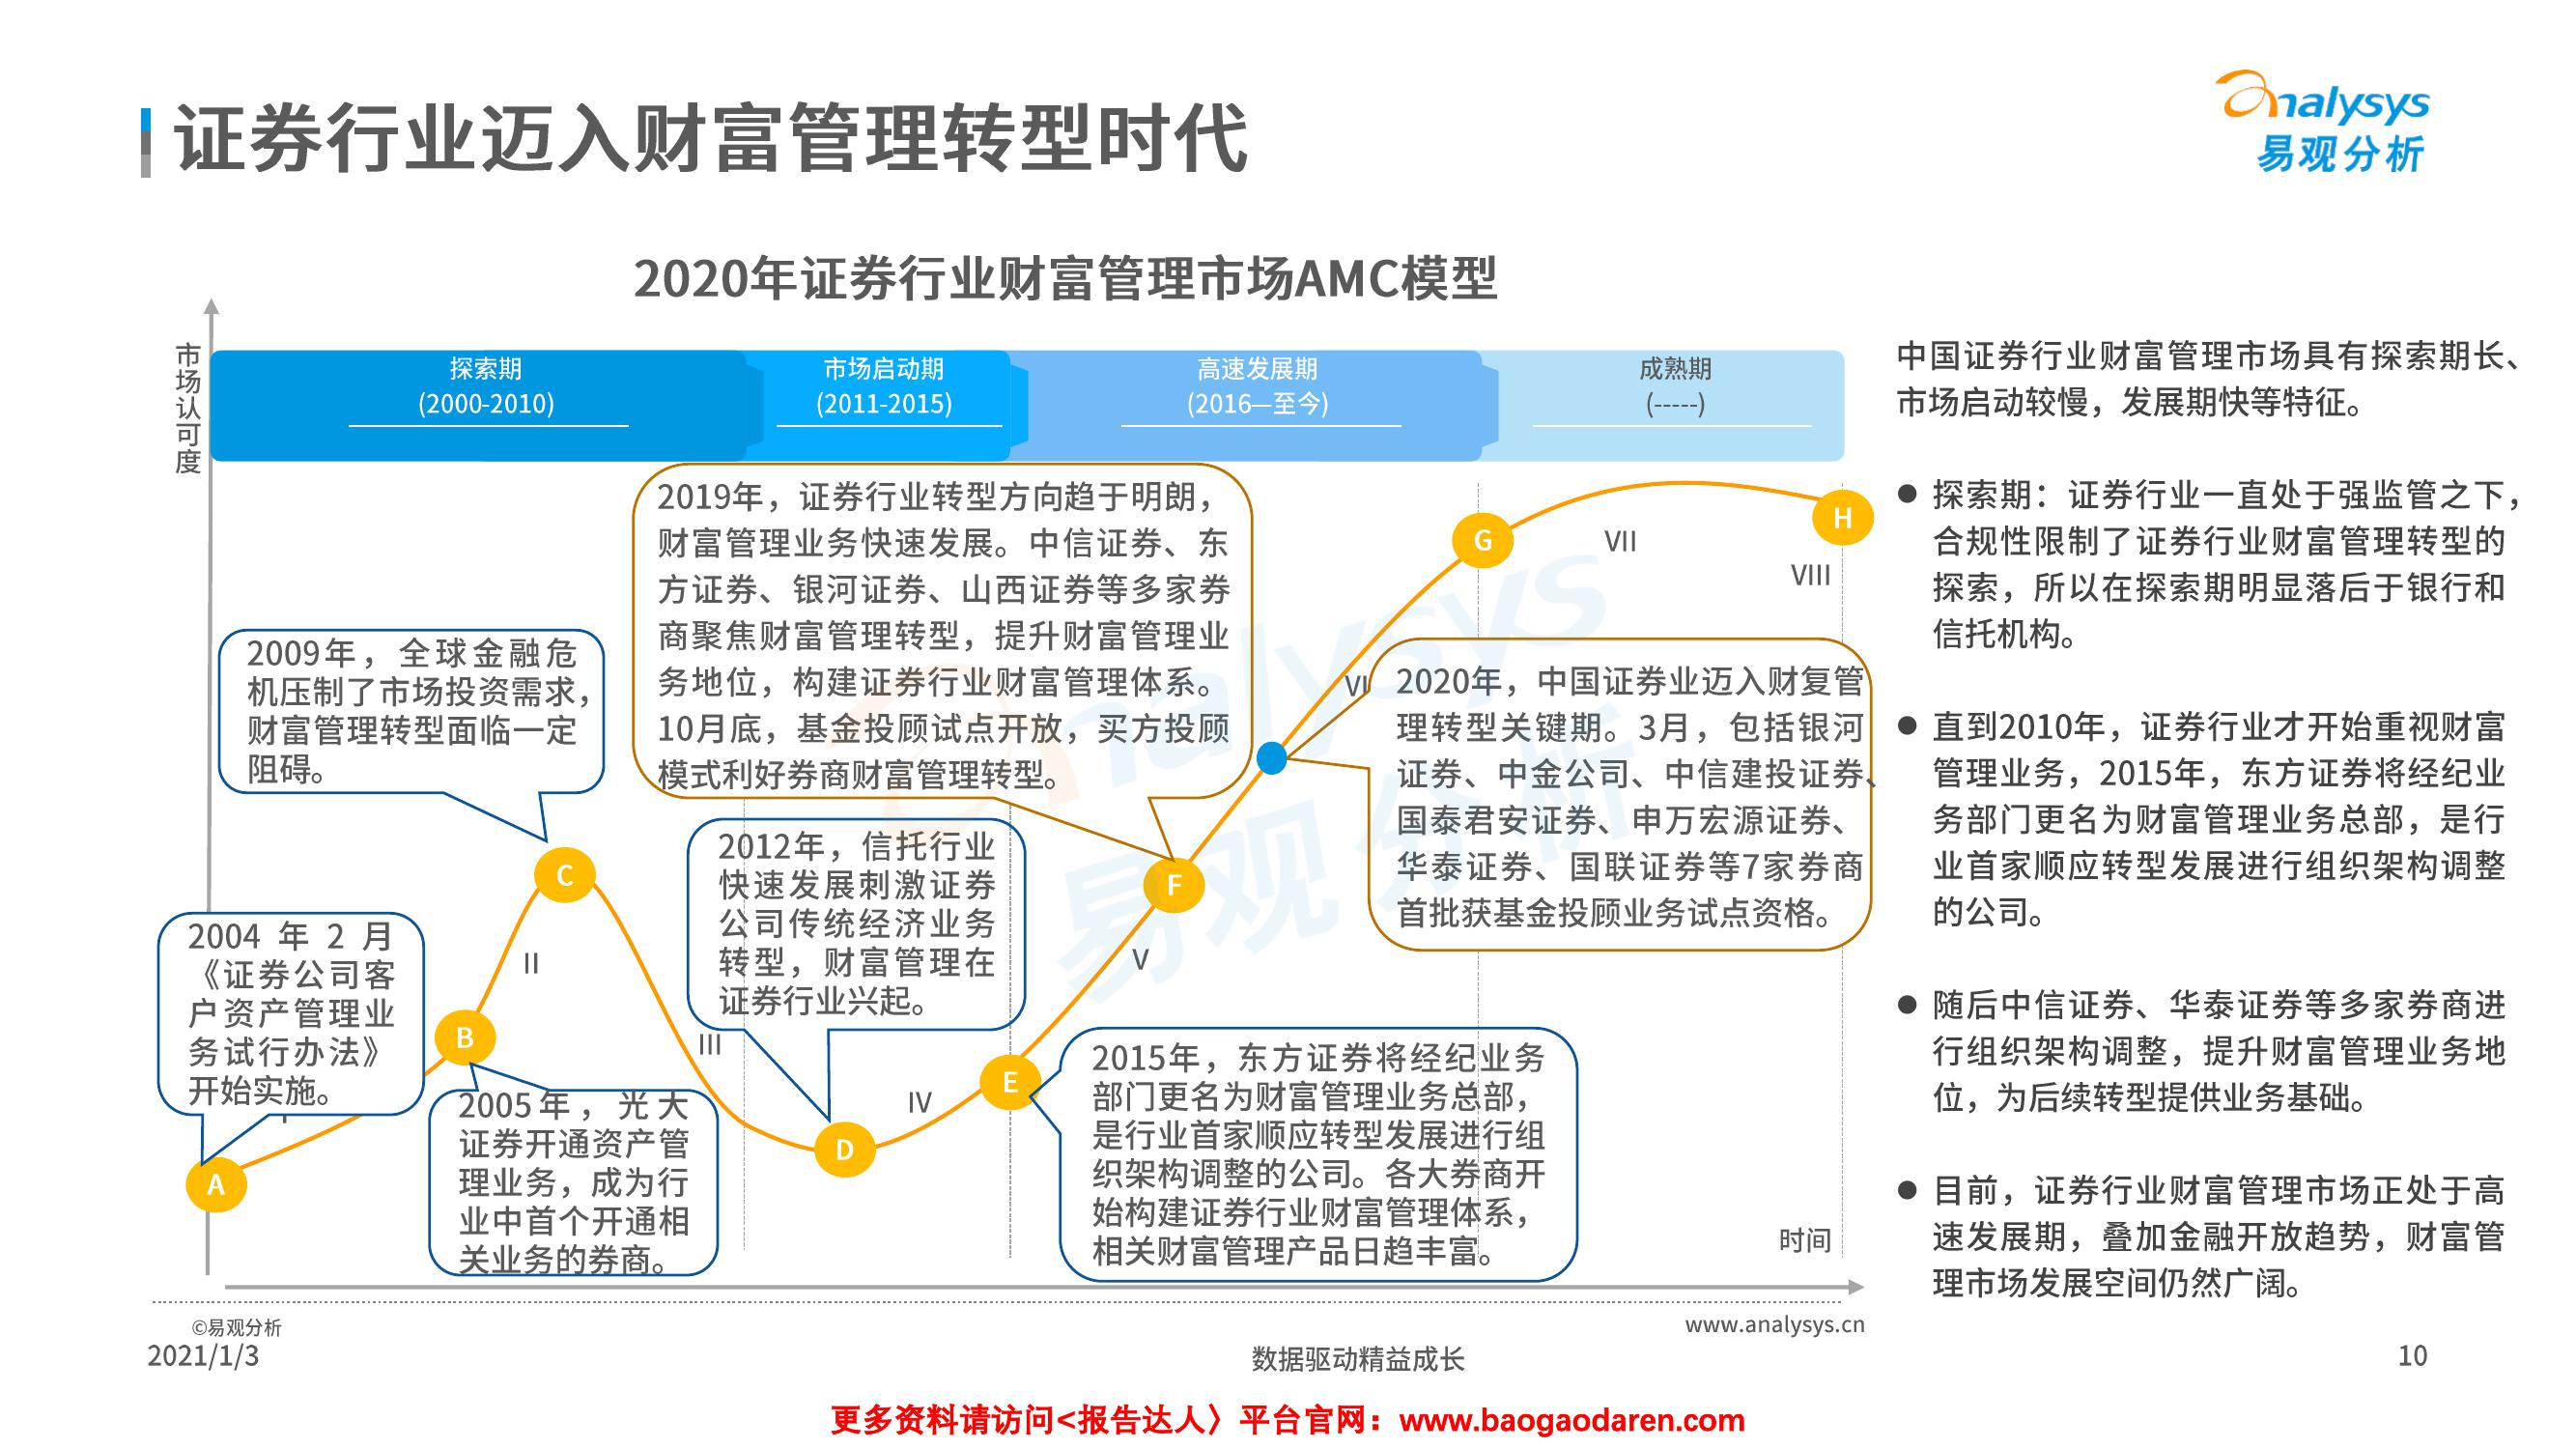 证券行业迈入财富管理转型时代
analysys
易观分析
2020年证券行业财富管理市场AMC模型
市场认可度
探索期
(2000-2010)
市场启动期
(2011-2015)
高速发展期
(2016—至今)
成熟期
(-----)
2019年，证券行业转型方向趋于明朗，
财富管理业务快速发展。中信证券、东
方证券、银河证券、山西证券等多家券
商聚焦财富管理转型，提升财富管理业
务地位，构建证券行业财富管理体系。
10月底，基金投顾试点开放，买方投顾
模式利好券商财富管理转型。
G
VII
H
VIII
2009年，全球金融危
机压制了市场投资需求，
财富管理转型面临一定
阻碍。
VI
2020年，中国证券业迈入财复管
理转型关键期。3月，包括银河
证券、中金公司、中信建投证券、
国泰君安证券、申万宏源证券、
华泰证券、国联证券等7家券商
首批获基金投顾业务试点资格。
C
2012年，信托行业
快速发展刺激证券
公司传统经济业务
转型，财富管理在
证券行业兴起。
F
V
2004年2月
《证券公司客
户资产管理业
务试行办法》
开始实施。
II
B
III
2005年，光大
证券开通资产管
理业务，成为行
业中首个开通相
关业务的券商。
IV
E
D
A
2015年，东方证券将经纪业务
部门更名为财富管理业务总部，
是行业首家顺应转型发展进行组
织架构调整的公司。各大券商开
始构建证券行业财富管理体系，
相关财富管理产品日趋丰富。
时间
analysys
易观分析
中国证券行业财富管理市场具有探索期长、
市场启动较慢，发展期快等特征。
● 探索期：证券行业一直处于强监管之下，
合规性限制了证券行业财富管理转型的
探索，所以在探索期明显落后于银行和
信托机构。
● 直到2010年，证券行业才开始重视财富
管理业务，2015年，东方证券将经纪业
务部门更名为财富管理业务总部，是行
业首家顺应转型发展进行组织架构调整
的公司。
● 随后中信证券、华泰证券等多家券商进
行组织架构调整，提升财富管理业务地
位，为后续转型提供业务基础。
● 目前，证券行业财富管理市场正处于高
速发展期，叠加金融开放趋势，财富管
理市场发展空间仍然广阔。
©易观分析
www.analysys.cn
2021/1/3
数据驱动精益成长
10
更多资料请访问<报告达人〉平台官网：www.baogaodaren.com